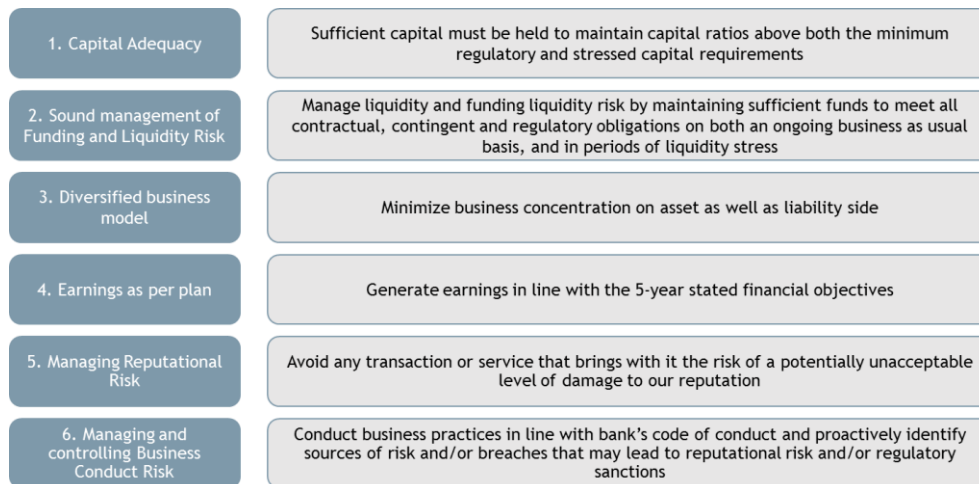 1. Capital Adequacy
Sufficient capital must be held to maintain capital ratios above both the minimum
regulatory and stressed capital requirements
2. Sound management of
Funding and Liquidity Risk
Manage liquidity and funding liquidity risk by maintaining sufficient funds to meet all
contractual, contingent and regulatory obligations on both an ongoing business as usual
basis, and in periods of liquidity stress
3. Diversified business
model
Minimize business concentration on asset as well as liability side
4. Earnings as per plan
Generate earnings in line with the 5-year stated financial objectives
5. Managing Reputational
Risk
Avoid any transaction or service that brings with it the risk of a potentially unacceptable
level of damage to our reputation
6. Managing and
controlling Business
Conduct Risk
Conduct business practices in line with bank's code of conduct and proactively identify
sources of risk and/or breaches that may lead to reputational risk and/or regulatory
sanctions